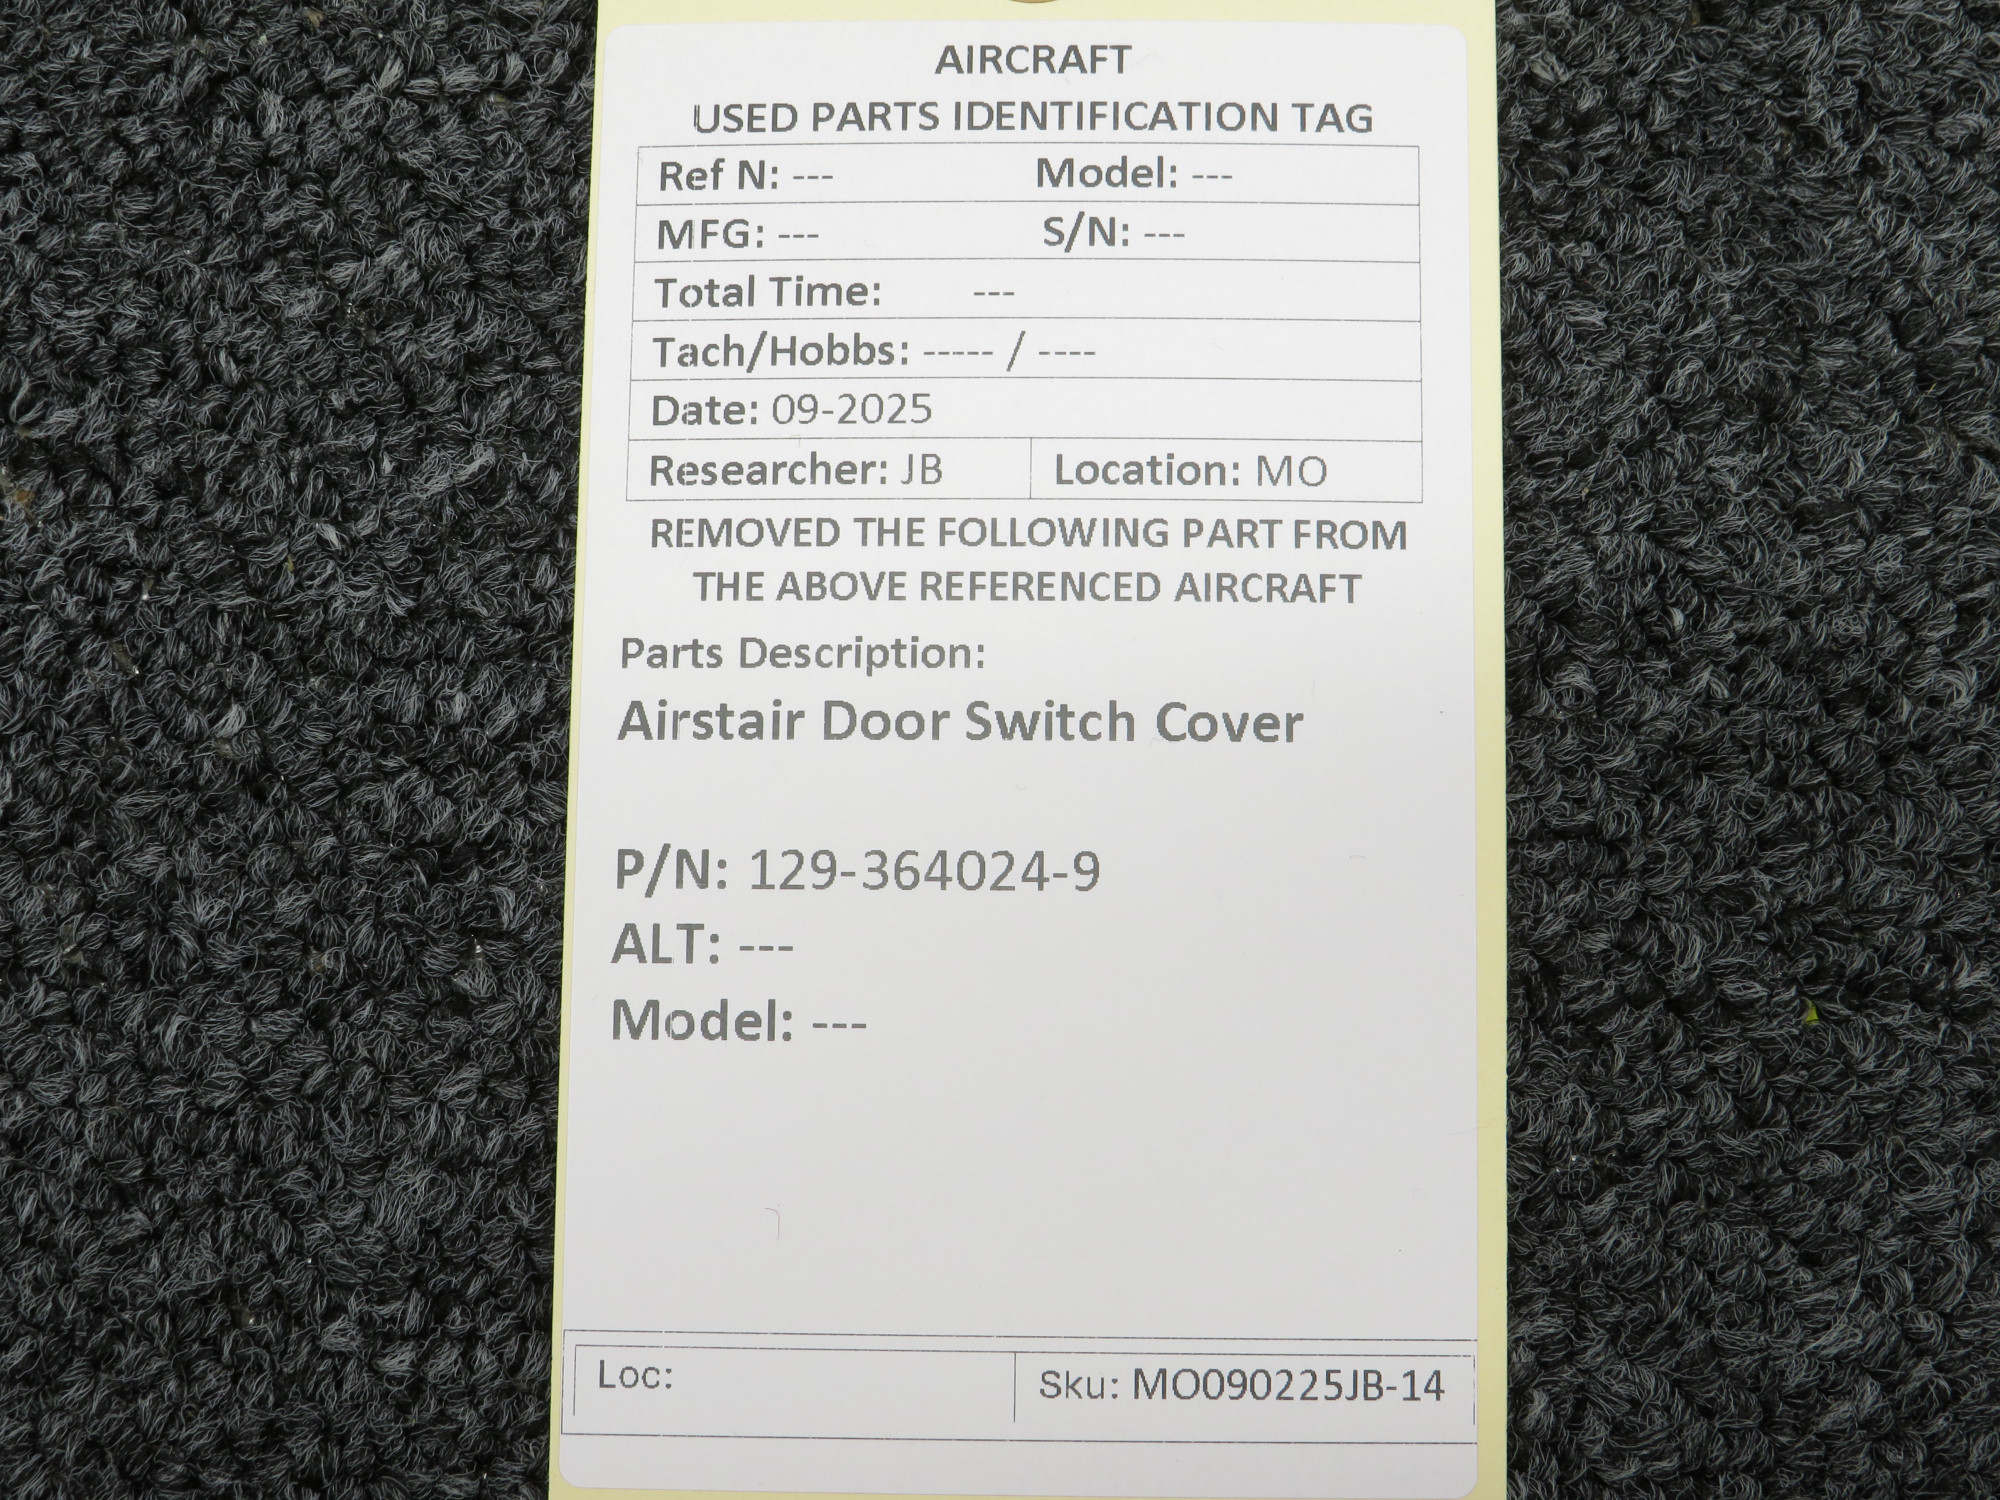 AIRCRAFT
USED PARTS IDENTIFICATION TAG
Ref N: --- Model: ---
MFG: --- S/N: ---
Total Time: ---
Tach/Hobbs: ----- / ----
Date: 09-2025
Researcher: JB Location: MO
REMOVED THE FOLLOWING PART FROM
THE ABOVE REFERENCED AIRCRAFT
Parts Description:
Airstair Door Switch Cover
P/N: 129-364024-9
ALT: ---
Model: ---
Loc: Sku: MO090225JB-14